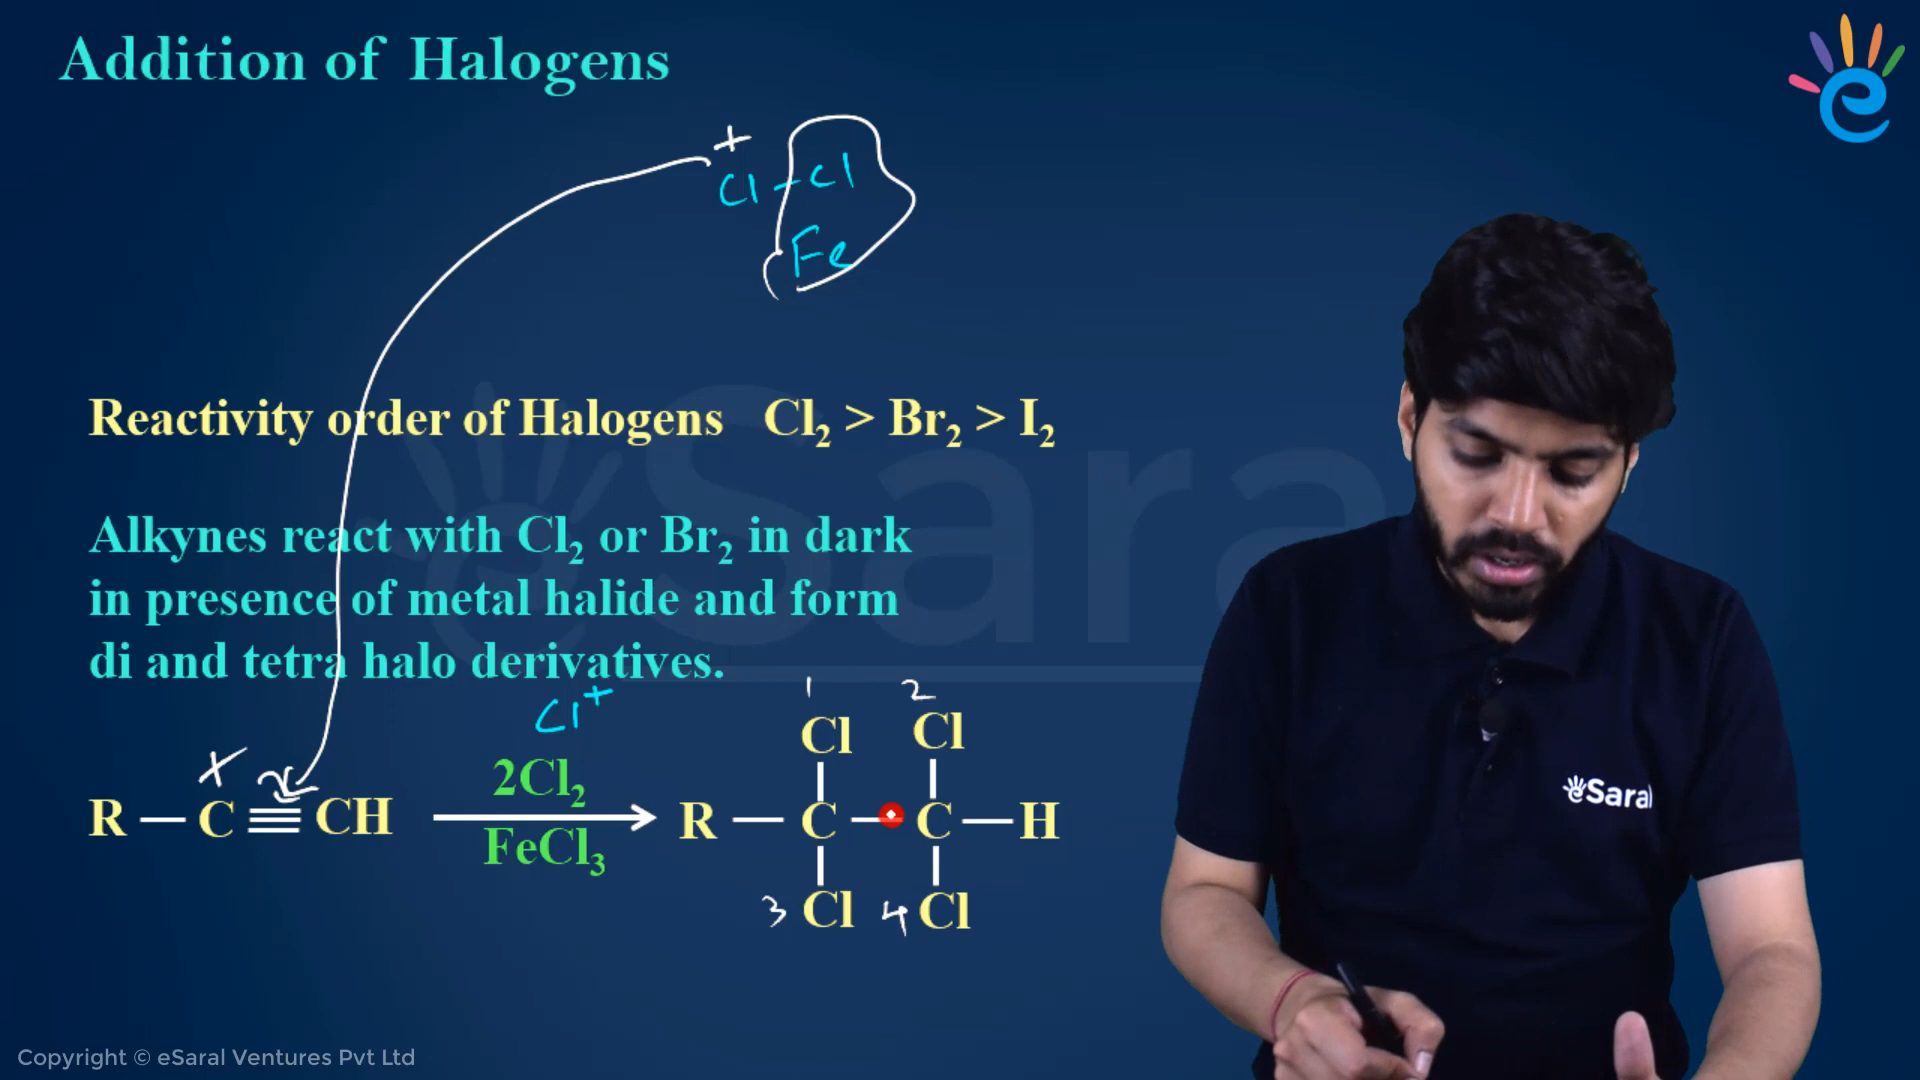 Addition of Halogens
+
Cl - Cl
Fe
Reactivity order of Halogens Cl₂ > Br₂ > I₂
Alkynes react with Cl₂ or Br₂ in dark
in presence of metal halide and form
di and tetra halo derivatives.
Cl⁺
1 2
Cl Cl
+
2Cl₂
R — C ≡ CH → R — C — C — H
FeCl₃
3 Cl 4 Cl
eSaral
eSaral
Copyright © eSaral Ventures Pvt Ltd